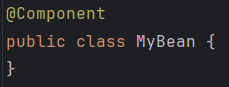 @Component
public class MyBean {
}